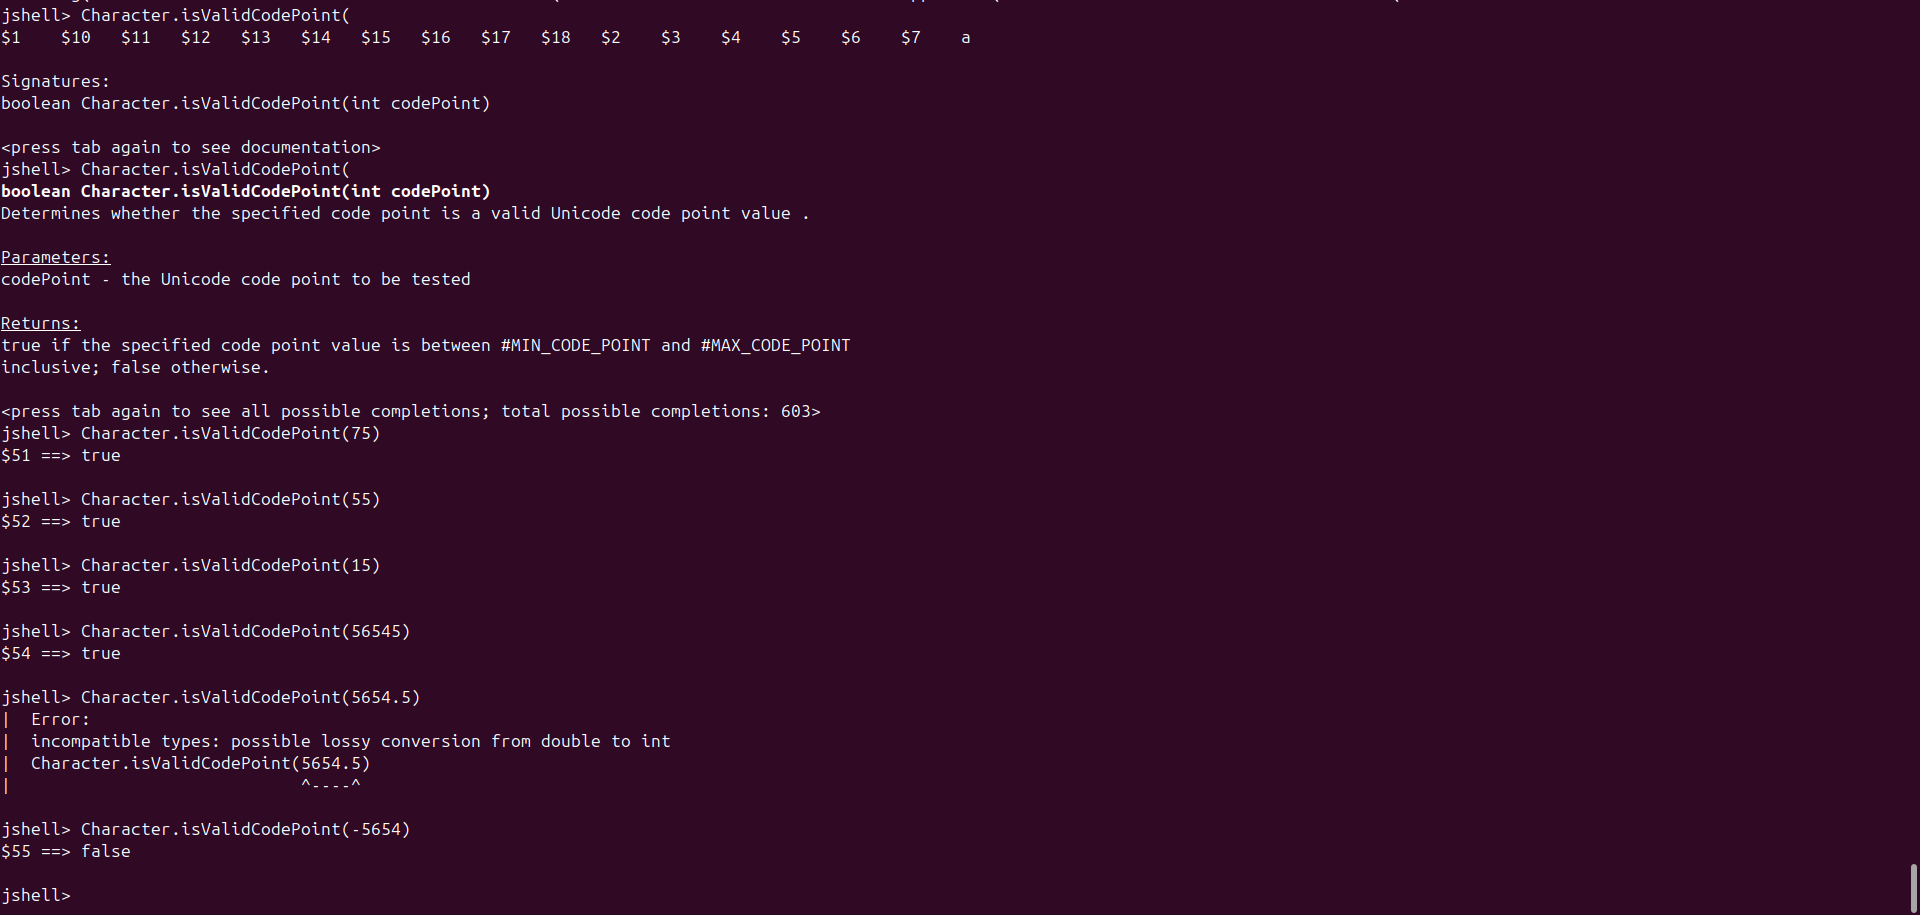 jshell> Character.isValidCodePoint(
$1    $10   $11   $12   $13   $14   $15   $16   $17   $18   $2    $3    $4    $5    $6    $7    a

Signatures:
boolean Character.isValidCodePoint(int codePoint)

<press tab again to see documentation>
jshell> Character.isValidCodePoint(
boolean Character.isValidCodePoint(int codePoint)
Determines whether the specified code point is a valid Unicode code point value .

Parameters:
codePoint - the Unicode code point to be tested

Returns:
true if the specified code point value is between #MIN_CODE_POINT and #MAX_CODE_POINT
inclusive; false otherwise.

<press tab again to see all possible completions; total possible completions: 603>
jshell> Character.isValidCodePoint(75)
$51 ==> true

jshell> Character.isValidCodePoint(55)
$52 ==> true

jshell> Character.isValidCodePoint(15)
$53 ==> true

jshell> Character.isValidCodePoint(56545)
$54 ==> true

jshell> Character.isValidCodePoint(5654.5)
|  Error:
|  incompatible types: possible lossy conversion from double to int
|  Character.isValidCodePoint(5654.5)
|                             ^----^

jshell> Character.isValidCodePoint(-5654)
$55 ==> false

jshell>